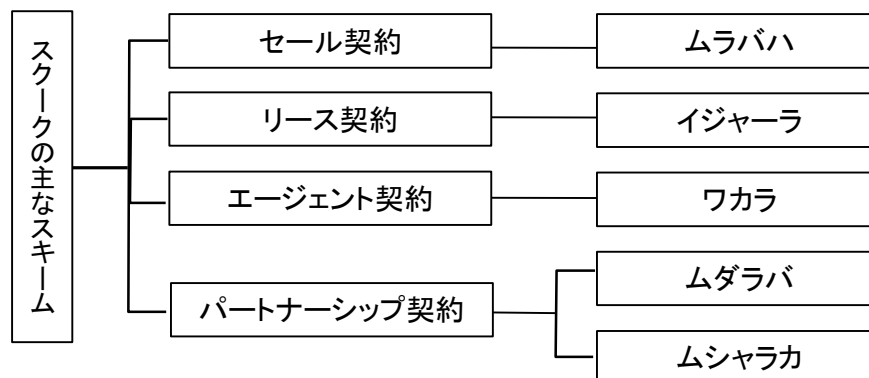 スクークの主なスキーム
セール契約
ムラバハ
リース契約
イジャーラ
エージェント契約
ワカラ
パートナーシップ契約
ムダラバ
ムシャラカ